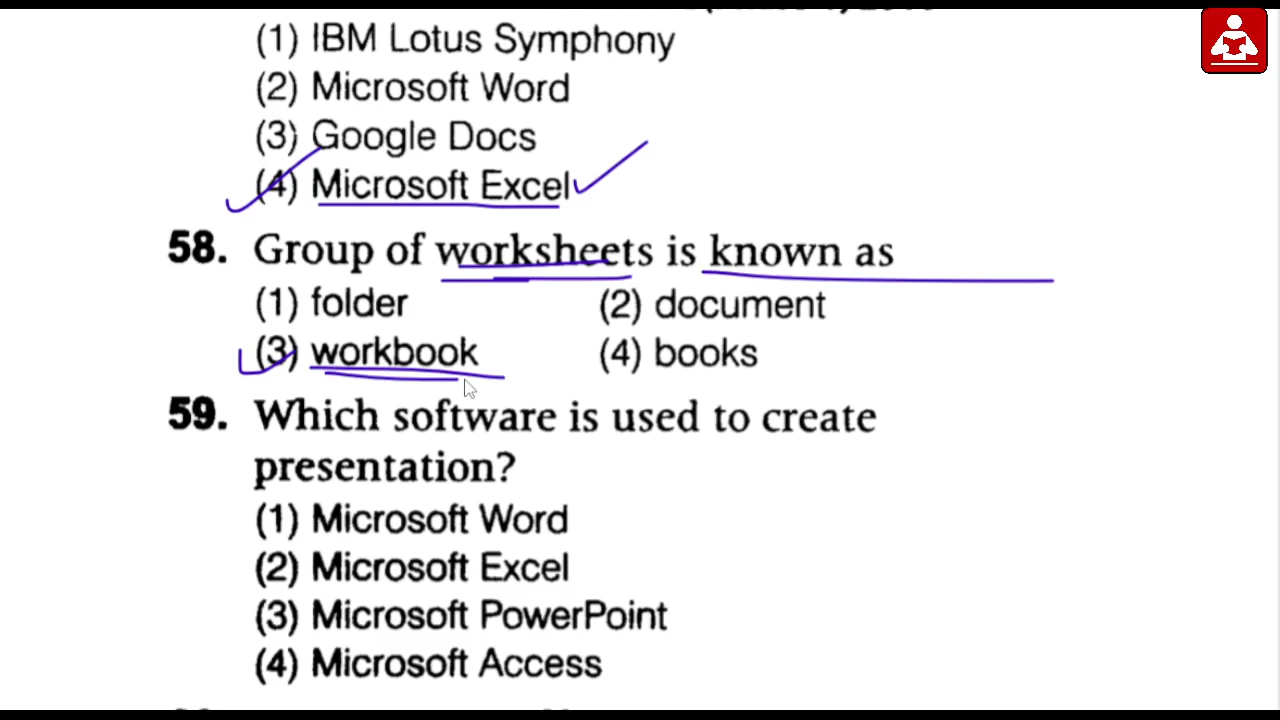 (1) IBM Lotus Symphony
(2) Microsoft Word
(3) Google Docs
(4) Microsoft Excel
58. Group of worksheets is known as
(1) folder (2) document
(3) workbook (4) books
59. Which software is used to create
presentation?
(1) Microsoft Word
(2) Microsoft Excel
(3) Microsoft PowerPoint
(4) Microsoft Access